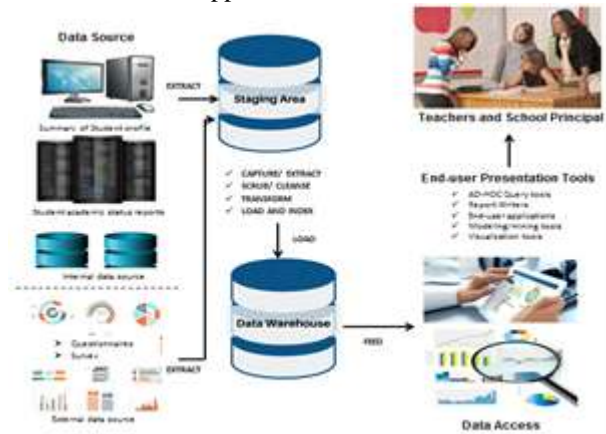 Data Source
EXTRACT
Staging Area
Summary of Student profile
Student academic status reports
Internal data source
Questionnaires
Survey
EXTRACT
External data source
CAPTURE/ EXTRACT
SCRUB/ CLEANSE
TRANSFORM
LOAD AND INDEX
LOAD
Data Warehouse
FEED
Teachers and School Principal
End-user Presentation Tools
AD-HOC Query tools
Report Writers
End-user applications
Modeling/mining tools
Visualization tools
Data Access